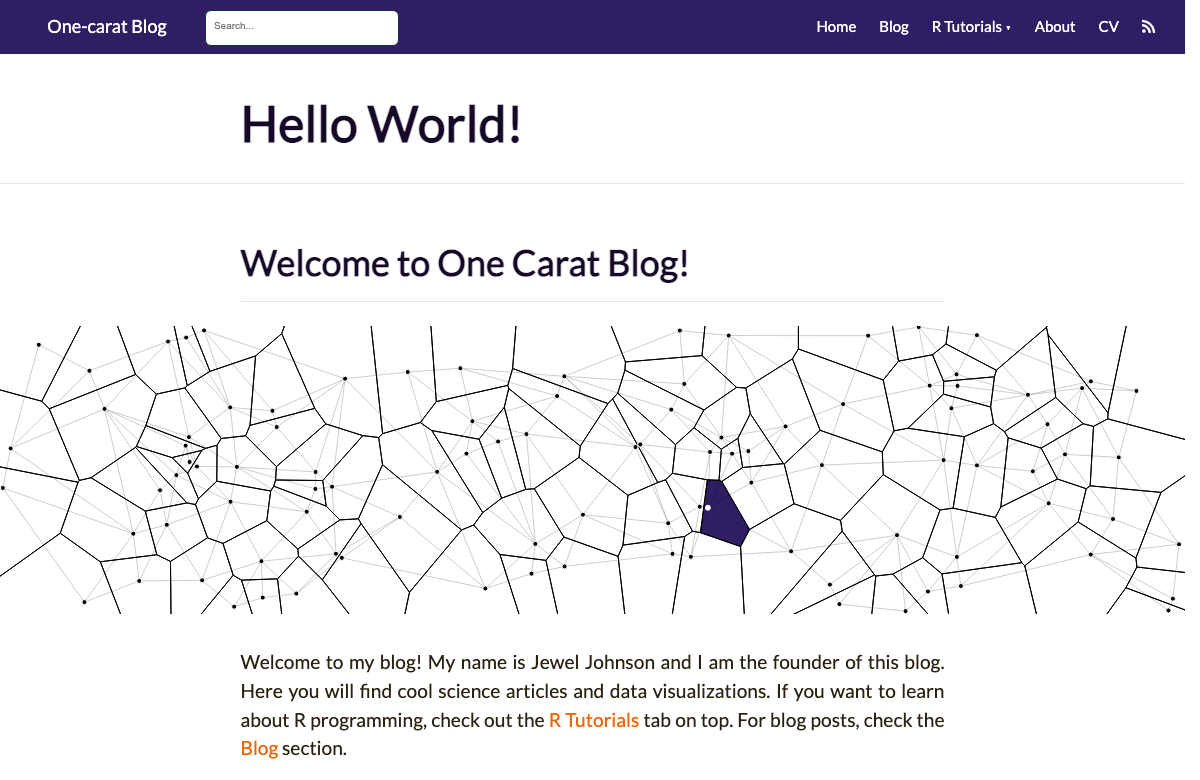 One-carat Blog
Search...
Home
Blog
R Tutorials ▾
About
CV
Hello World!
Welcome to One Carat Blog!
Welcome to my blog! My name is Jewel Johnson and I am the founder of this blog.
Here you will find cool science articles and data visualizations. If you want to learn
about R programming, check out the R Tutorials tab on top. For blog posts, check the
Blog section.